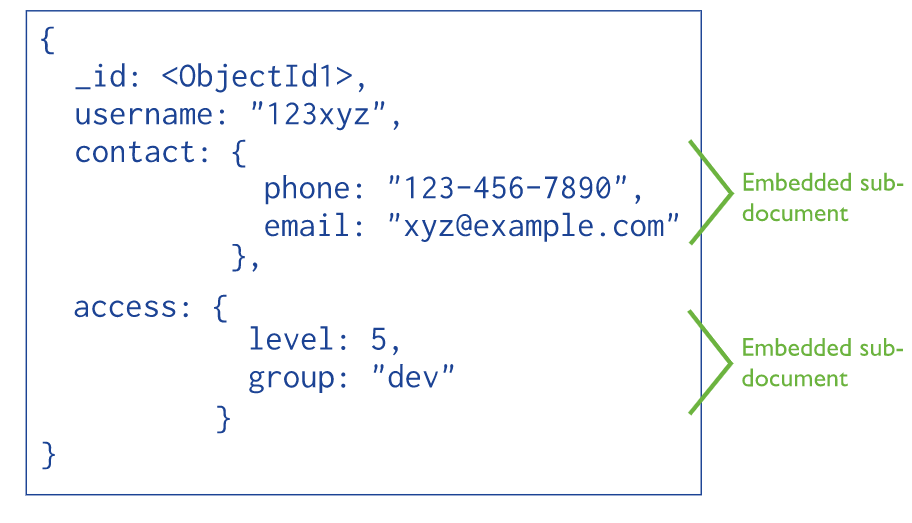 {
_id: <ObjectId1>,
username: "123xyz",
contact: {
phone: "123-456-7890",
email: "xyz@example.com"
},
access: {
level: 5,
group: "dev"
}
}
Embedded sub-
document
Embedded sub-
document